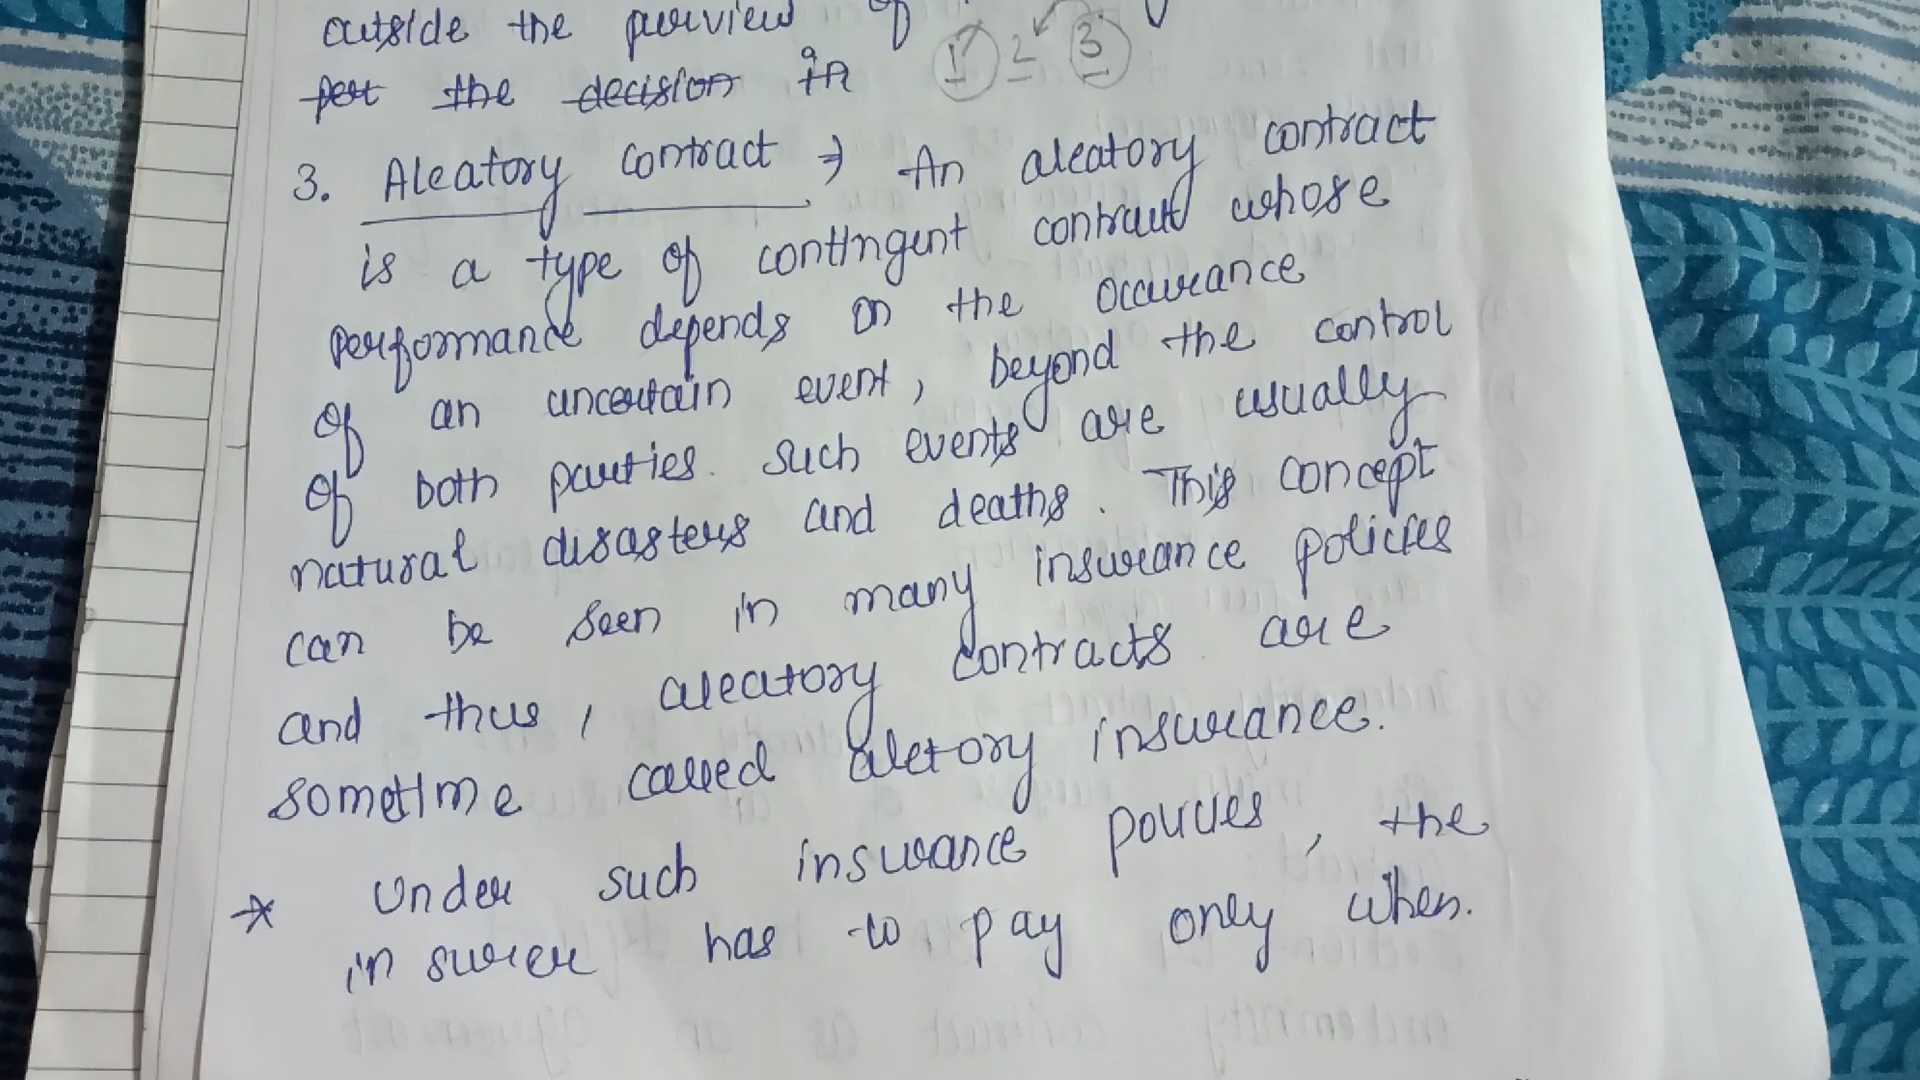 outside the purview of
per the decision in
1 2 3
3. Aleatory contract => An aleatory contract
is a type of contingent contract whose
performance depends on the occurance
of an uncertain event, beyond the control
of both parties. Such events are usually
natural disasters and deaths. This concept
can be seen in many insurance policies
and thus, aleatory contracts are
sometime called aletory insurance.
* Under such insurance policies, the
insurer has to pay only when.